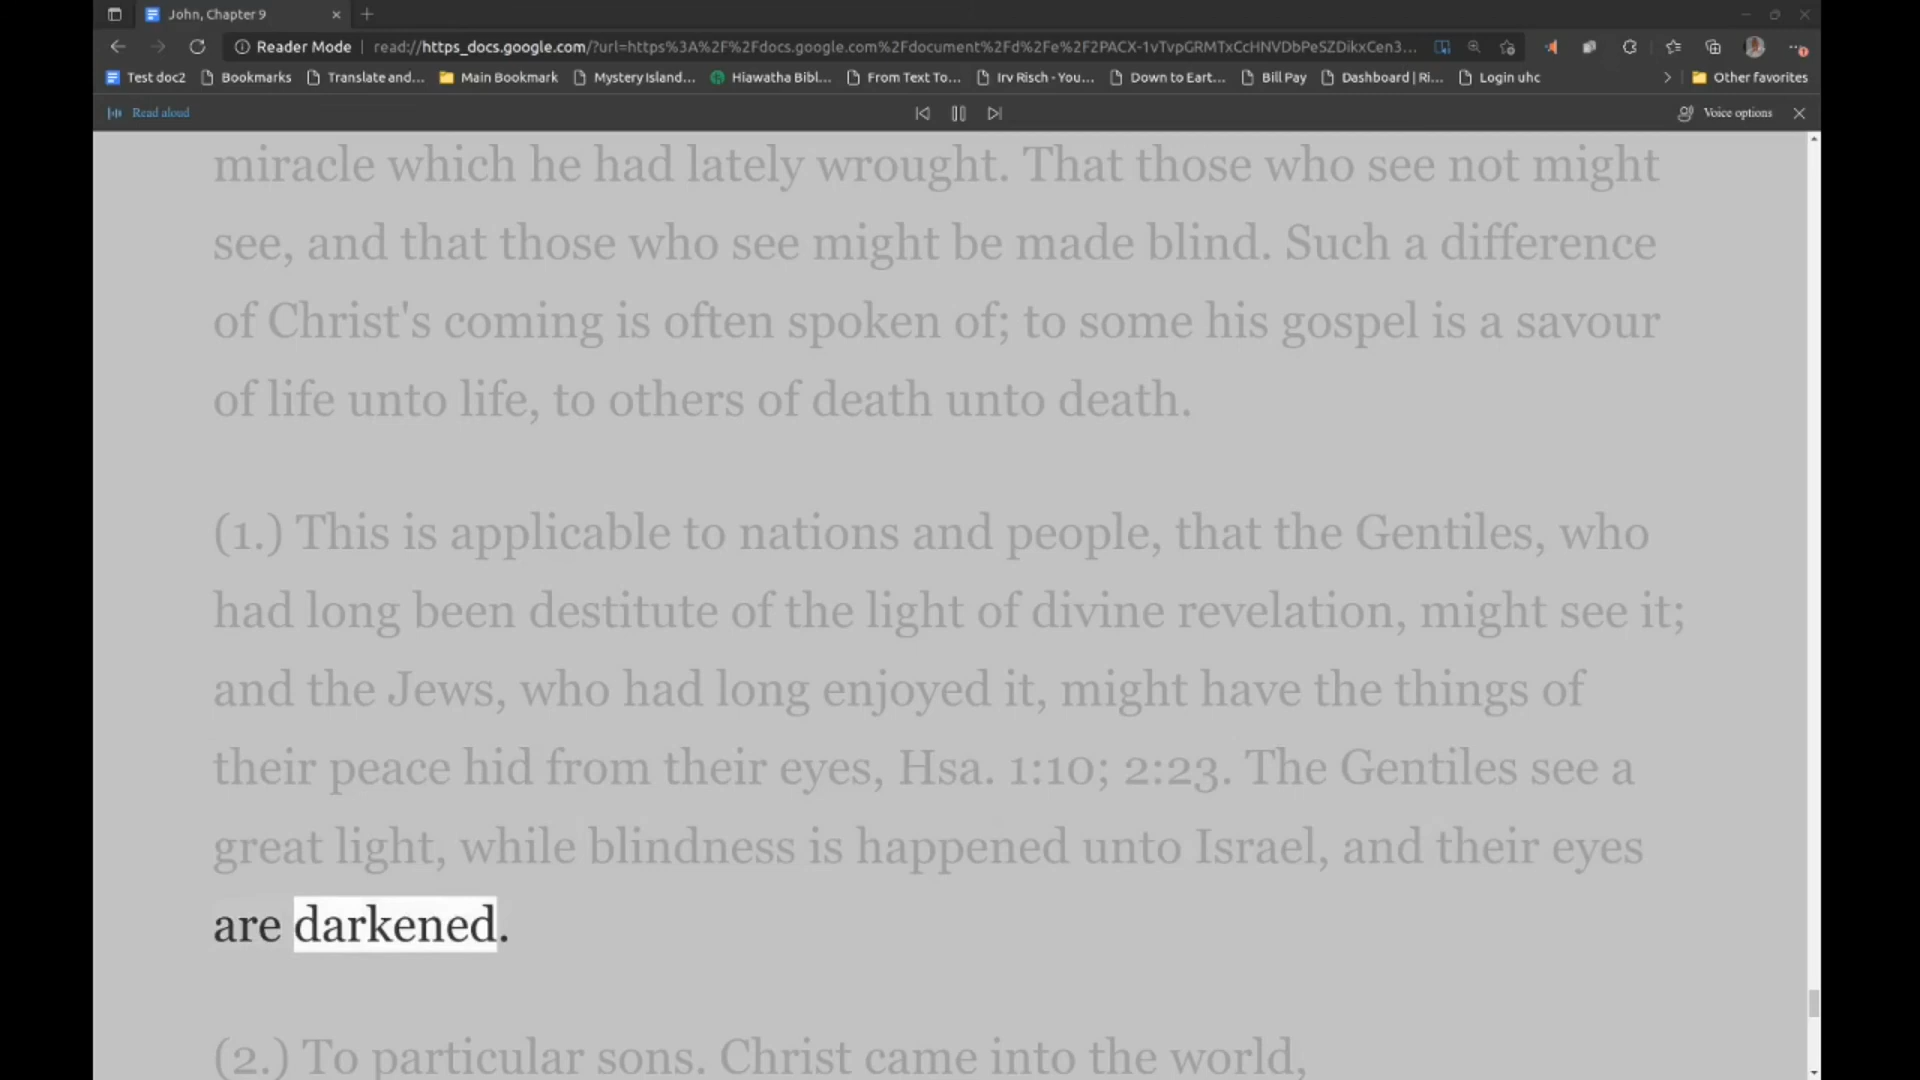 John, Chapter 9
Reader Mode read://https_docs.google.com/?url=https%3A%2F%2Fdocs.google.com%2Fdocument%2Fd%2Fe%2F2PACX-1vTvpGRMTxCcHNVDbPeSZDikxCen3...
Test doc2 Bookmarks Translate and... Main Bookmark Mystery Island... Hiawatha Bibl... From Text To... Irv Risch - You... Down to Eart... Bill Pay Dashboard | Ri... Login uhc Other favorites
Read aloud Voice options
miracle which he had lately wrought. That those who see not might
see, and that those who see might be made blind. Such a difference
of Christ's coming is often spoken of; to some his gospel is a savour
of life unto life, to others of death unto death.
(1.) This is applicable to nations and people, that the Gentiles, who
had long been destitute of the light of divine revelation, might see it;
and the Jews, who had long enjoyed it, might have the things of
their peace hid from their eyes, Hsa. 1:10; 2:23. The Gentiles see a
great light, while blindness is happened unto Israel, and their eyes
are darkened.
(2.) To particular sons. Christ came into the world,